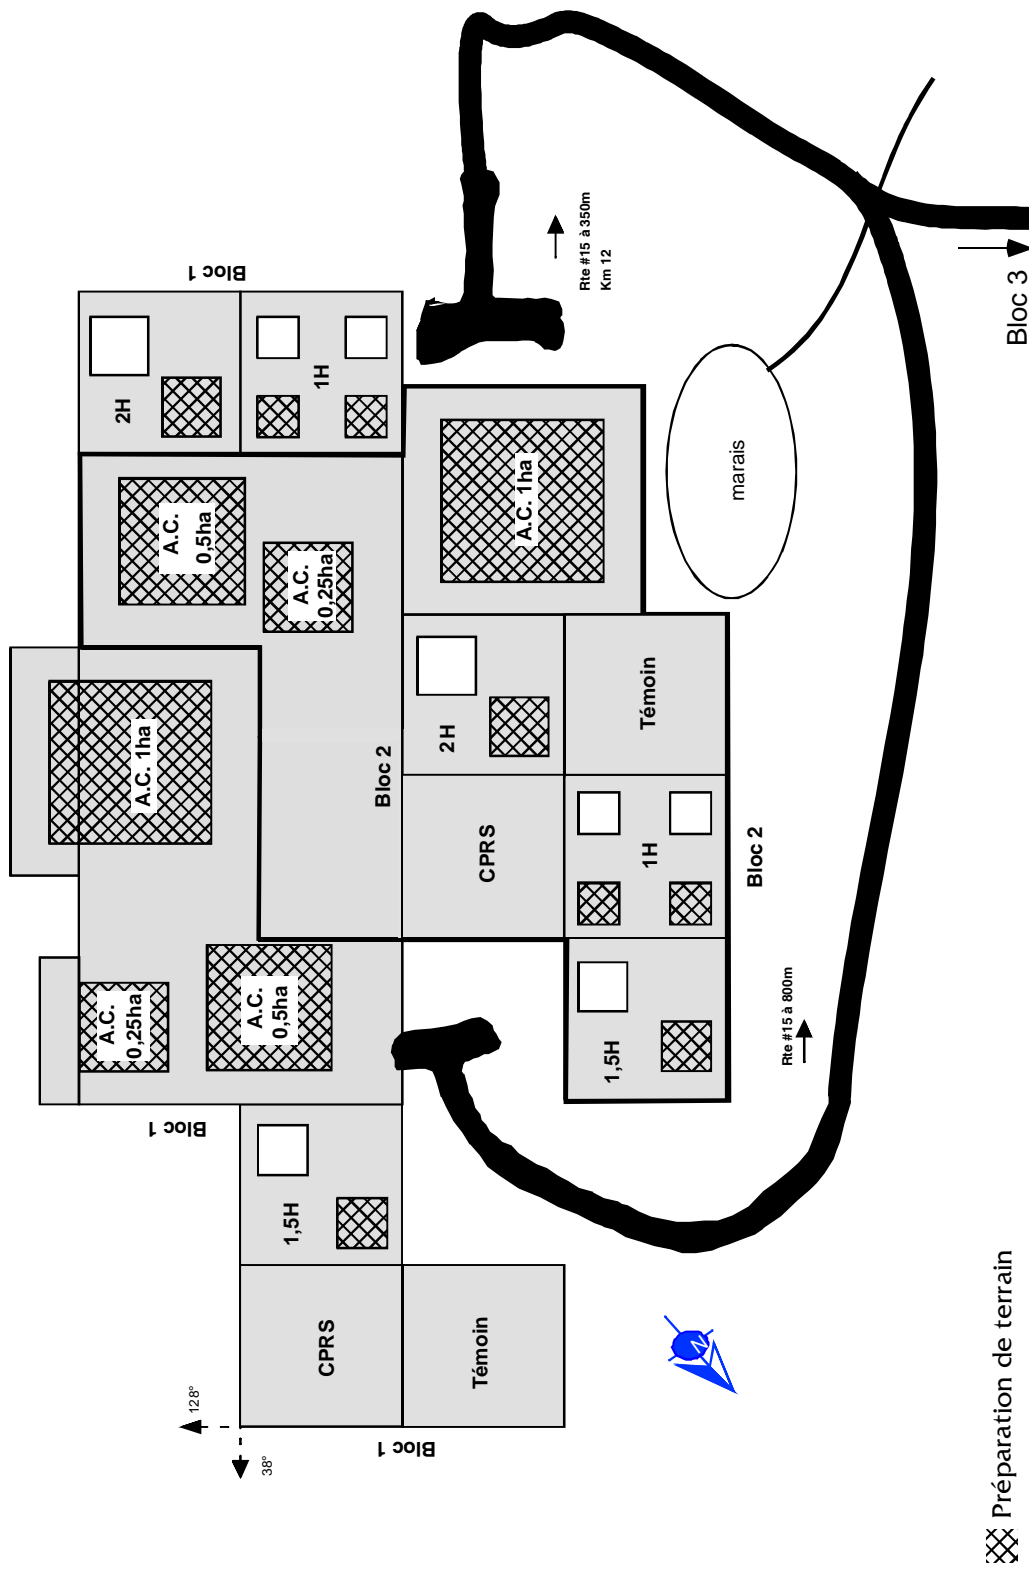 Bloc 1
2H
1H
Rte #15 à 350m
Km 12
Bloc 3
A.C.
0,5ha
A.C.
0,25ha
A.C. 1ha
marais
A.C. 1ha
Bloc 2
2H
Témoin
CPRS
1H
Bloc 2
A.C.
0,25ha
A.C.
0,5ha
1,5H
Rte #15 à 800m
Bloc 1
1,5H
CPRS
Témoin
N
128°
38°
Bloc 1
Préparation de terrain